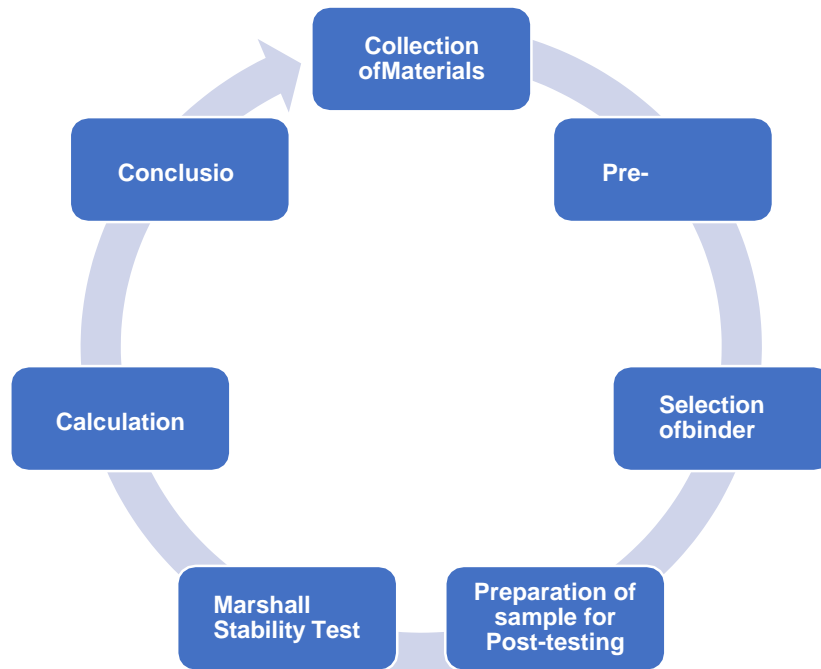 Collection
ofMaterials
Pre-
Selection
ofbinder
Preparation of
sample for
Post-testing
Marshall
Stability Test
Calculation
Conclusio